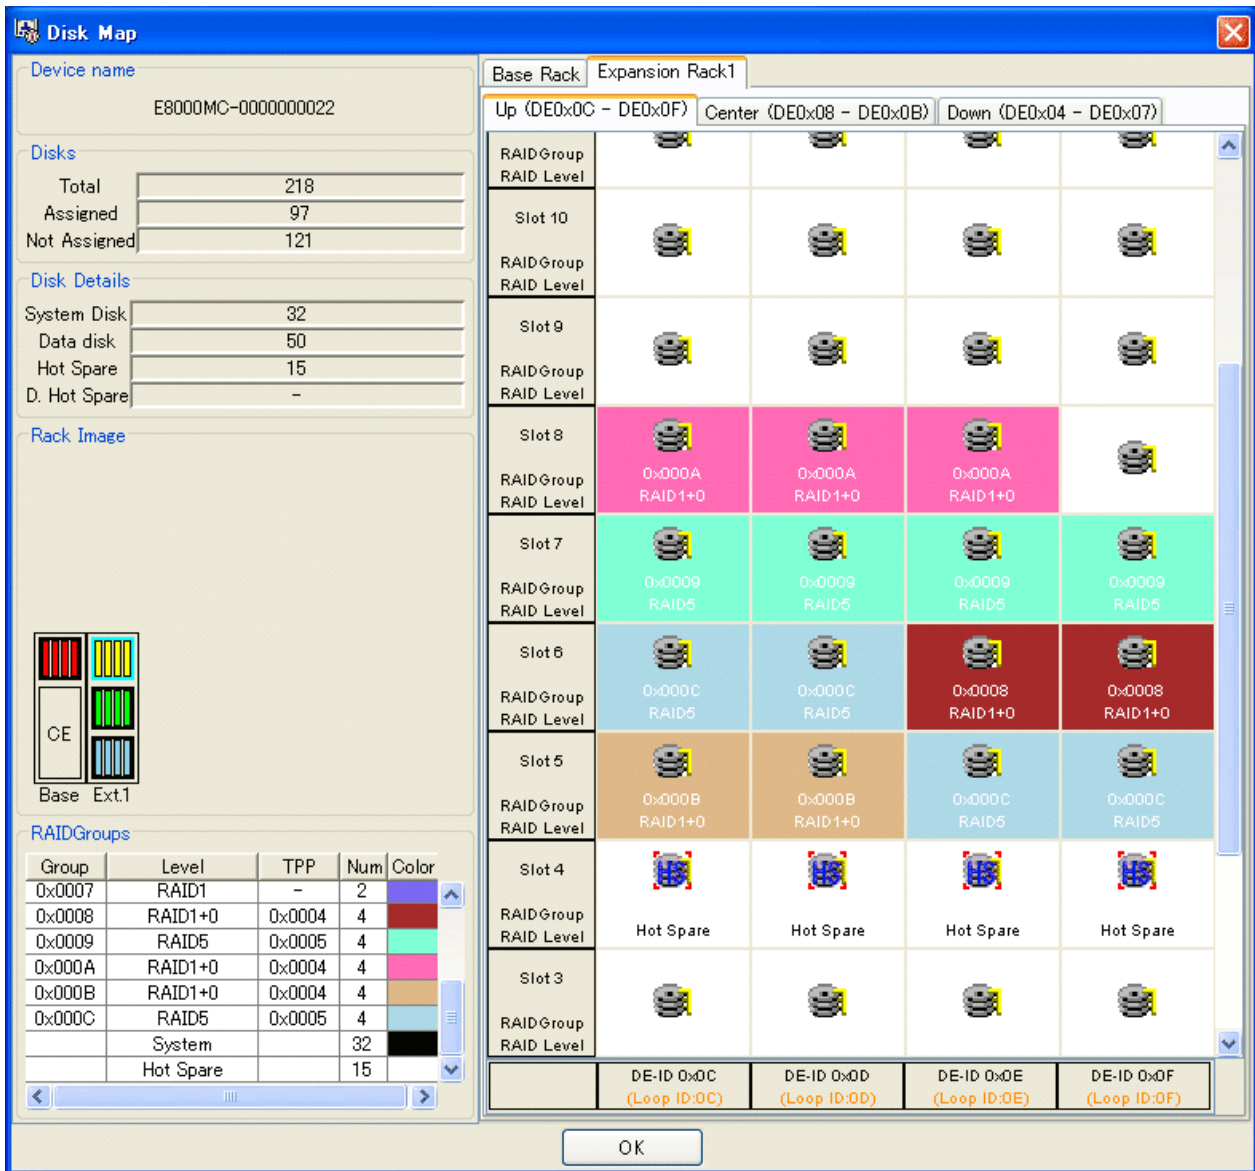 Disk Map
Device name
E8000MC-0000000022
Disks
Total 218
Assigned 97
Not Assigned 121
Disk Details
System Disk 32
Data disk 50
Hot Spare 15
D. Hot Spare -
Rack Image
CE
Base Ext.1
RAIDGroups
Group Level TPP Num Color
0x0007 RAID1 - 2
0x0008 RAID1+0 0x0004 4
0x0009 RAID5 0x0005 4
0x000A RAID1+0 0x0004 4
0x000B RAID1+0 0x0004 4
0x000C RAID5 0x0005 4
System 32
Hot Spare 15
Base Rack Expansion Rack1
Up (DE0x0C - DE0x0F) Center (DE0x08 - DE0x0B) Down (DE0x04 - DE0x07)
RAIDGroup
RAID Level
Slot 10
RAIDGroup
RAID Level
Slot 9
RAIDGroup
RAID Level
Slot 8
RAIDGroup 0x000A 0x000A 0x000A
RAID Level RAID1+0 RAID1+0 RAID1+0
Slot 7
RAIDGroup 0x0009 0x0009 0x0009 0x0009
RAID Level RAID5 RAID5 RAID5 RAID5
Slot 6
RAIDGroup 0x000C 0x000C 0x0008 0x0008
RAID Level RAID5 RAID5 RAID1+0 RAID1+0
Slot 5
RAIDGroup 0x000B 0x000B 0x000C 0x000C
RAID Level RAID1+0 RAID1+0 RAID5 RAID5
Slot 4 HS HS HS HS
RAIDGroup
RAID Level Hot Spare Hot Spare Hot Spare Hot Spare
Slot 3
RAIDGroup
RAID Level
DE-ID 0x0C DE-ID 0x0D DE-ID 0x0E DE-ID 0x0F
(Loop ID:0C) (Loop ID:0D) (Loop ID:0E) (Loop ID:0F)
OK